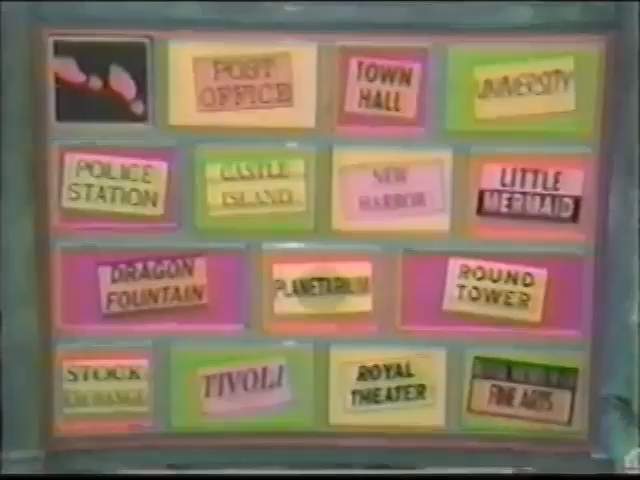 POST
OFFICE
TOWN
HALL
UNIVERSITY
POLICE
STATION
CASTLE
ISLAND
NEW
HARBOR
LITTLE
MERMAID
DRAGON
FOUNTAIN
PLANETARIUM
ROUND
TOWER
STOCK
EXCHANGE
TIVOLI
ROYAL
THEATER
FINE ARTS